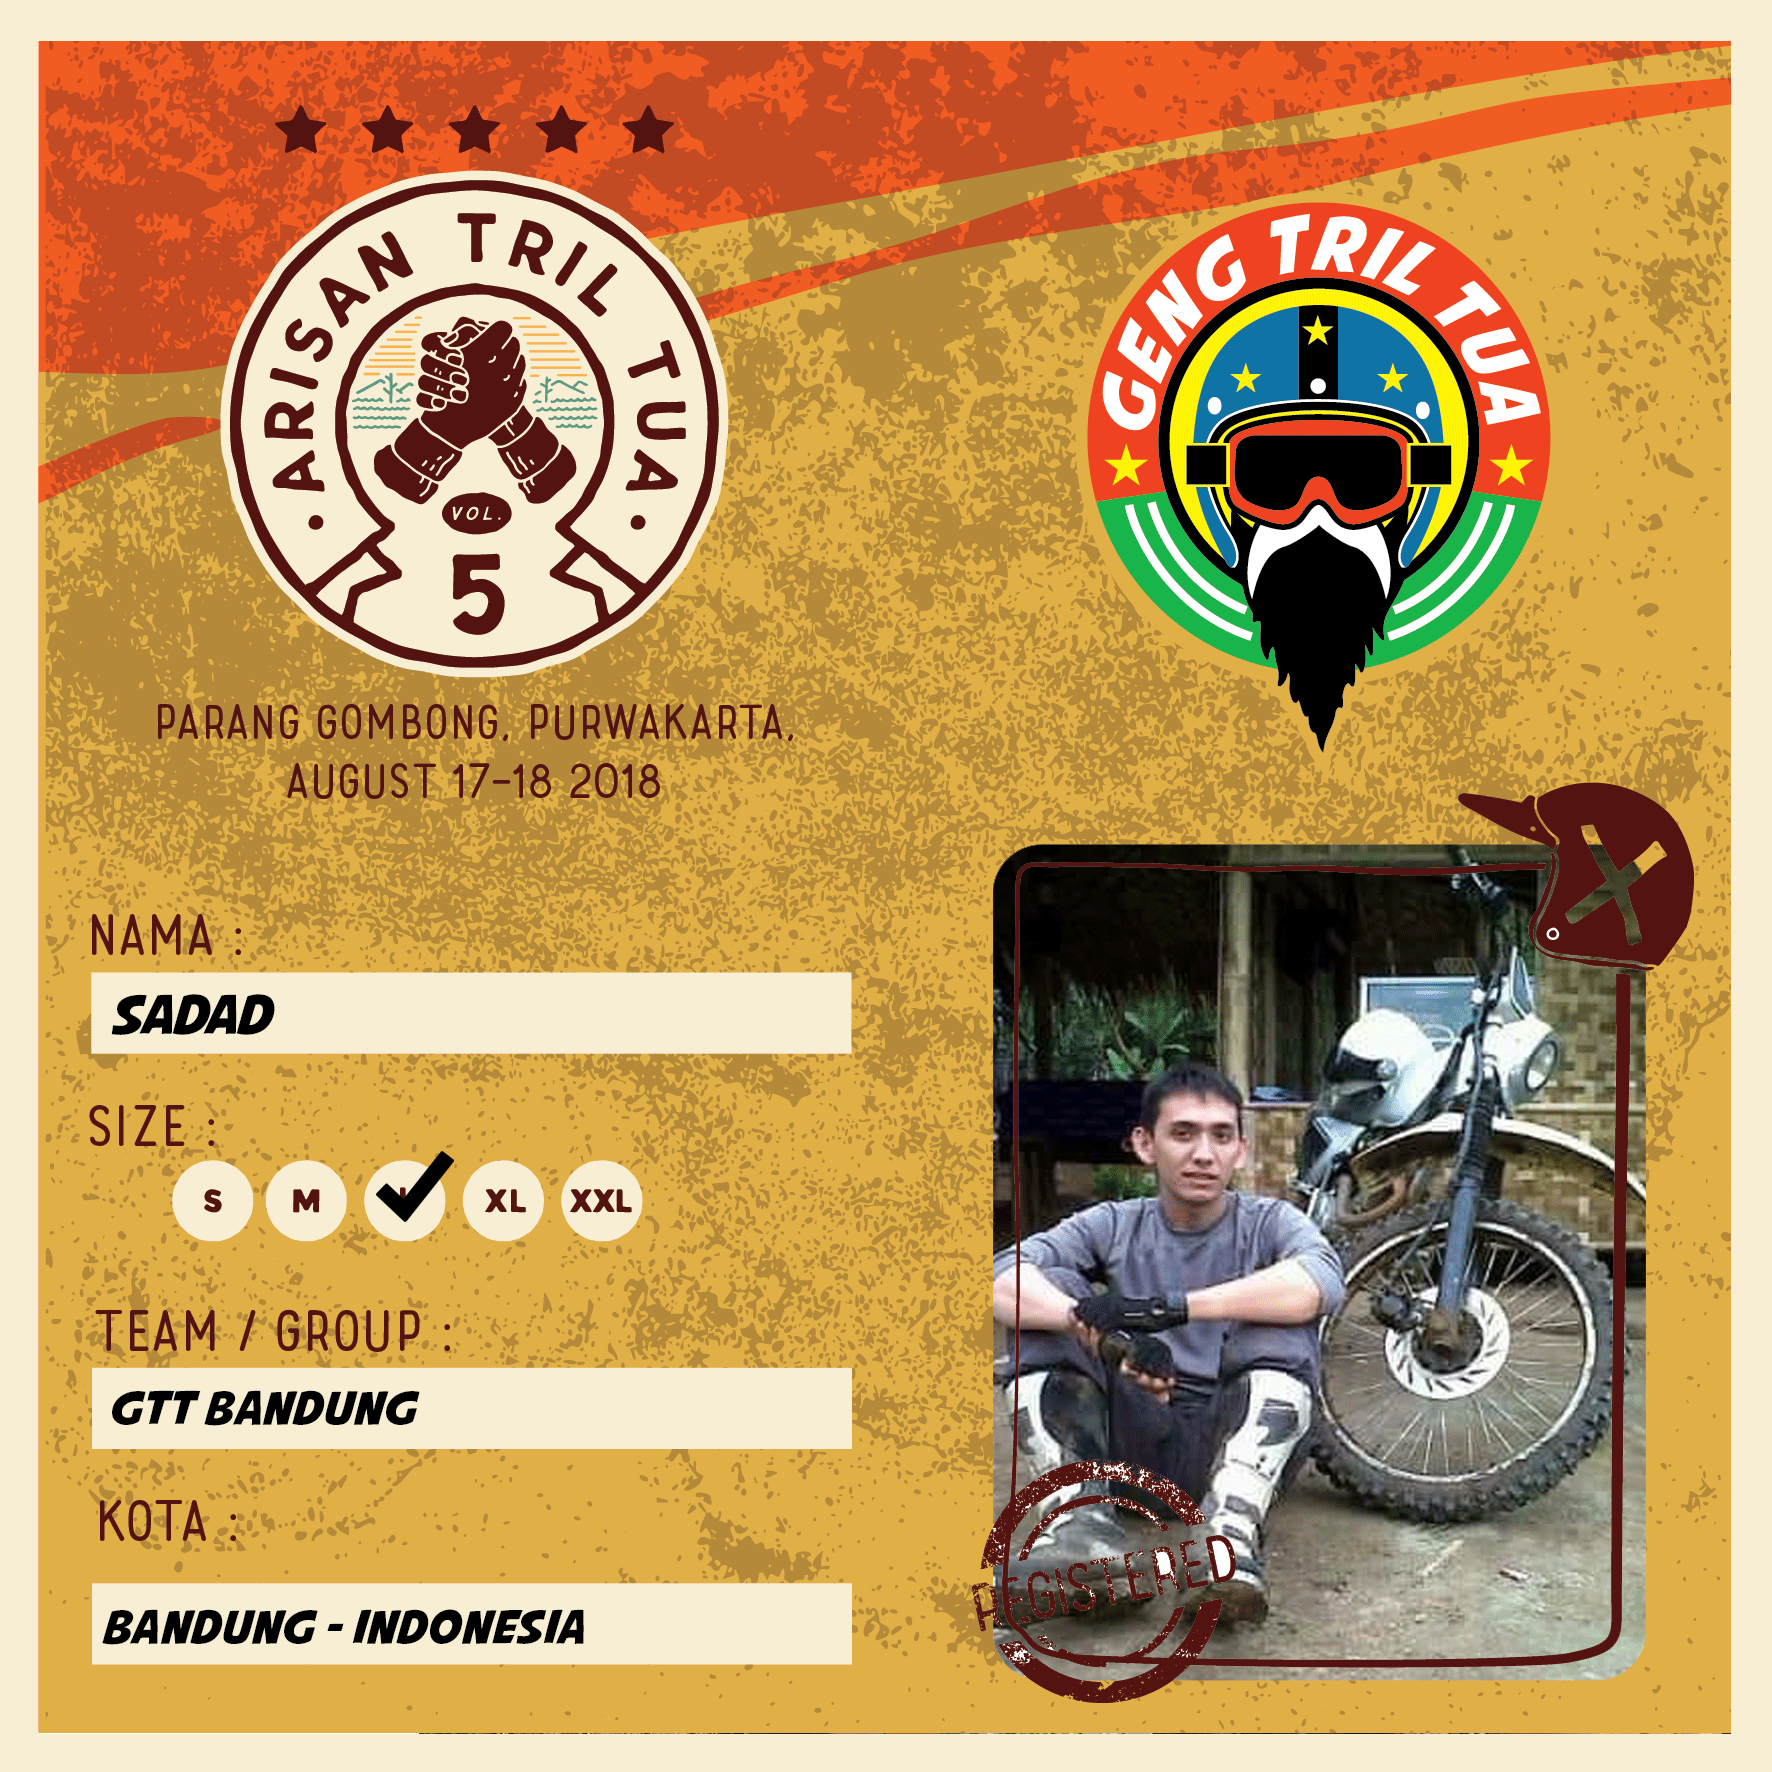 ARISAN TRIL TUA
VOL.
5
GENG TRIL TUA
PARANG GOMBONG, PURWAKARTA,
AUGUST 17-18 2018
NAMA :
SADAD
SIZE :
S M L XL XXL
TEAM / GROUP :
GTT BANDUNG
KOTA :
BANDUNG - INDONESIA
REGISTERED